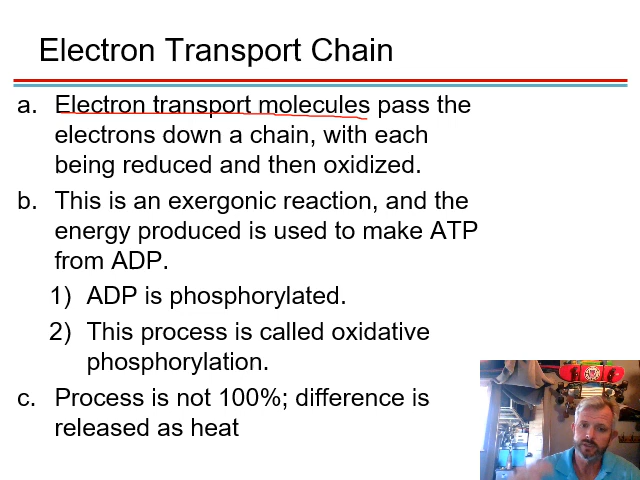 Electron Transport Chain
a. Electron transport molecules pass the
electrons down a chain, with each
being reduced and then oxidized.
b. This is an exergonic reaction, and the
energy produced is used to make ATP
from ADP.
1) ADP is phosphorylated.
2) This process is called oxidative
phosphorylation.
c. Process is not 100%; difference is
released as heat